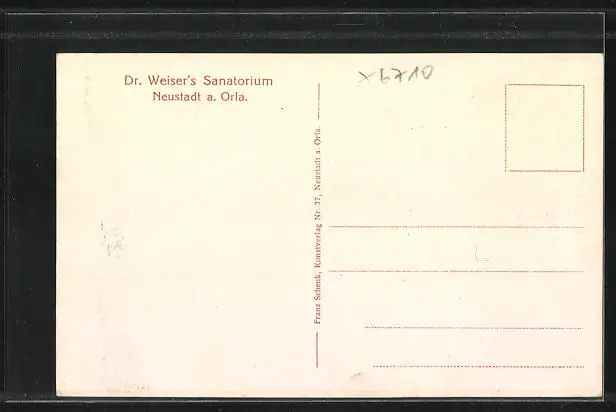 Dr. Weiser's Sanatorium
Neustadt a. Orla.
x6710
Franz Schenk, Kunstverlag Nr. 37, Neustadt a. Orla.